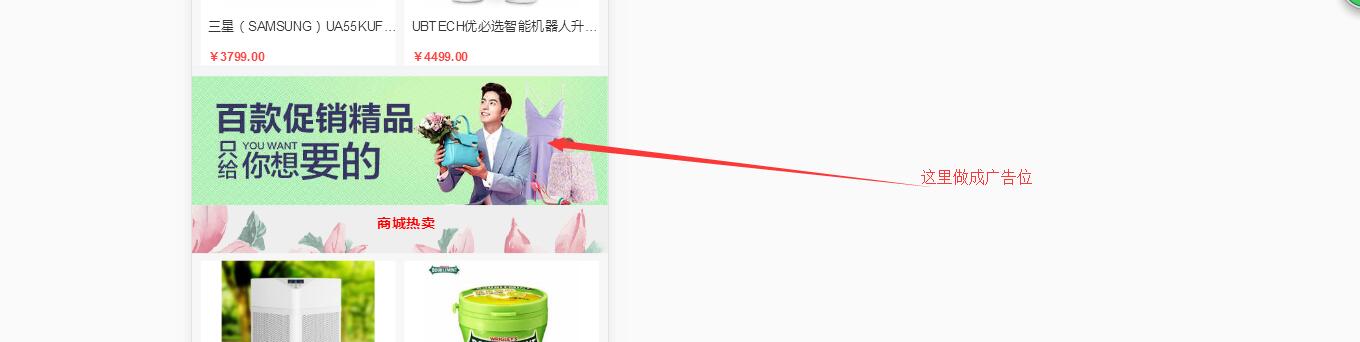 三星（SAMSUNG）UA55KUF...
UBTECH优必选智能机器人升...
￥3799.00
￥4499.00
百款促销精品
只给 YOU WANT 你想要的
这里做成广告位
商城热卖
DOUBLEMINT
WRIGLEY'S